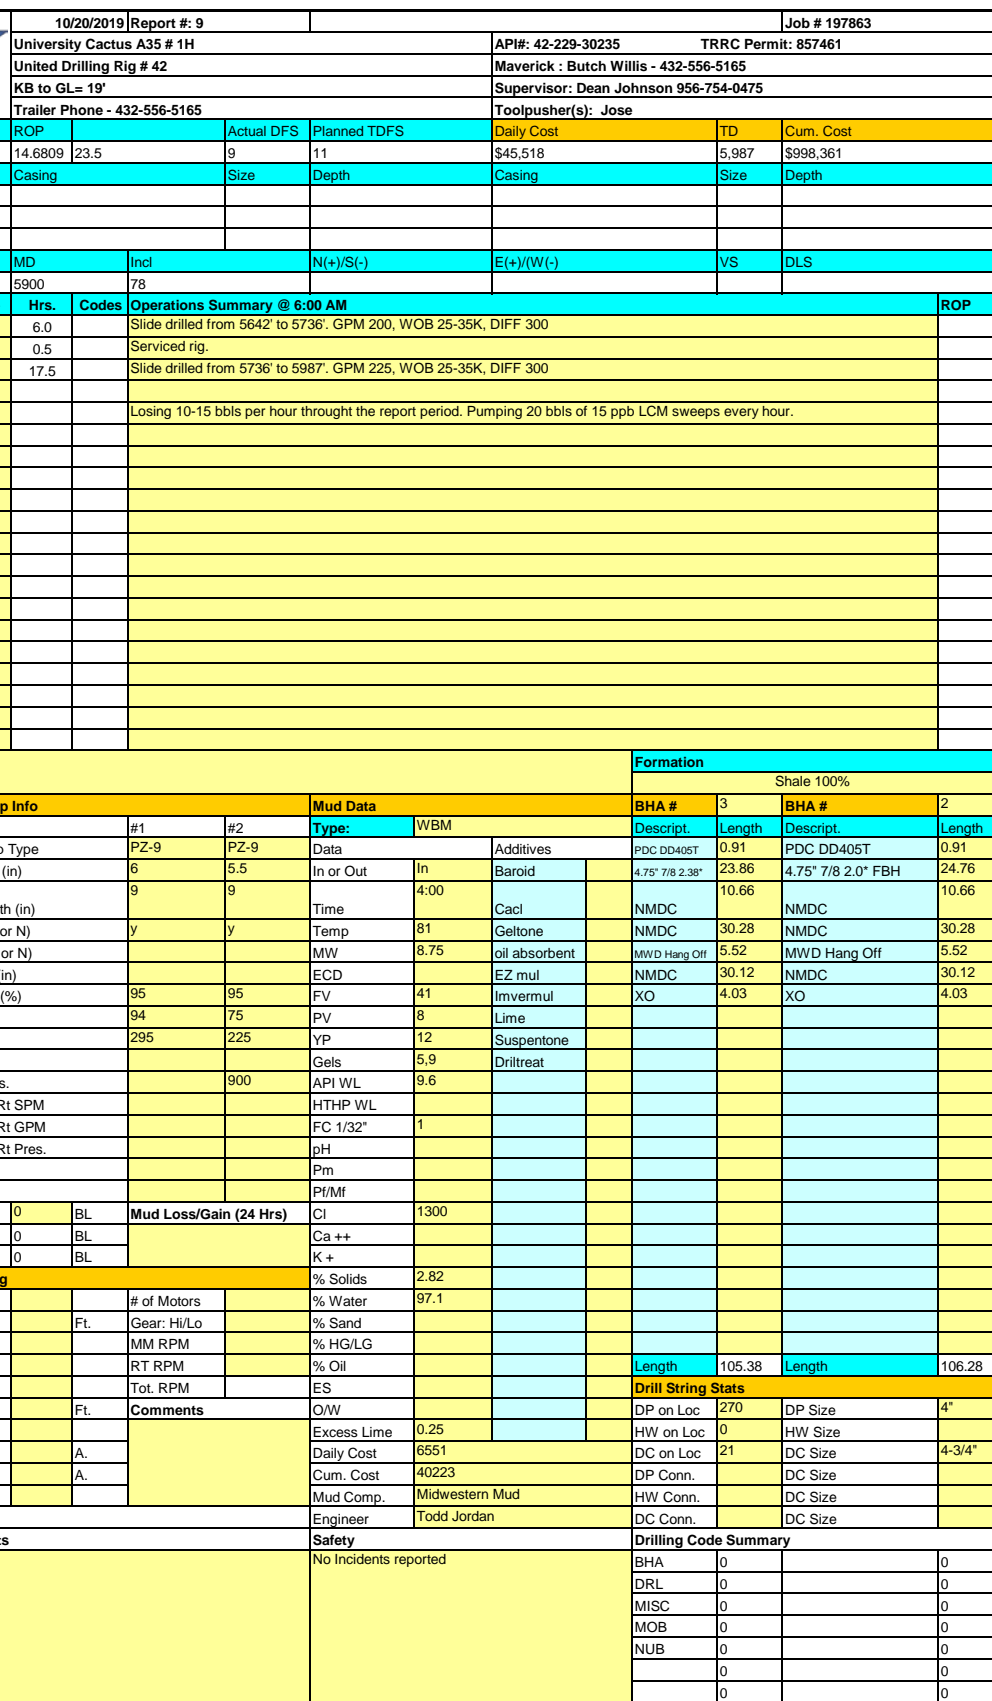 10/20/2019 Report #: 9 Job # 197863
University Cactus A35 # 1H API#: 42-229-30235 TRRC Permit: 857461
United Drilling Rig # 42 Maverick : Butch Willis - 432-556-5165
KB to GL= 19' Supervisor: Dean Johnson 956-754-0475
Trailer Phone - 432-556-5165 Toolpusher(s): Jose
ROP Actual DFS Planned TDFS Daily Cost TD Cum. Cost
14.6809 23.5 9 11 $45,518 5,987 $998,361
Casing Size Depth Casing Size Depth
MD Incl N(+)/S(-) E(+)/(W(-) VS DLS
5900 78
Hrs. Codes Operations Summary @ 6:00 AM ROP
6.0 Slide drilled from 5642' to 5736'. GPM 200, WOB 25-35K, DIFF 300
0.5 Serviced rig.
17.5 Slide drilled from 5736' to 5987'. GPM 225, WOB 25-35K, DIFF 300
Losing 10-15 bbls per hour throught the report period. Pumping 20 bbls of 15 ppb LCM sweeps every hour.
Formation
Shale 100%
p Info Mud Data BHA # 3 BHA # 2
#1 #2 Type: WBM Descript. Length Descript. Length
o Type PZ-9 PZ-9 Data Additives PDC DD405T 0.91 PDC DD405T 0.91
(in) 6 5.5 In or Out In Baroid 4.75" 7/8 2.38* 23.86 4.75" 7/8 2.0* FBH 24.76
th (in) 9 9 Time 4:00 Cacl NMDC 10.66 NMDC 10.66
or N) y y Temp 81 Geltone NMDC 30.28 NMDC 30.28
or N) MW 8.75 oil absorbent MWD Hang Off 5.52 MWD Hang Off 5.52
in) ECD EZ mul NMDC 30.12 NMDC 30.12
(%) 95 95 FV 41 Imvermul XO 4.03 XO 4.03
94 75 PV 8 Lime
295 225 YP 12 Suspentone
Gels 5,9 Driltreat
s. 900 API WL 9.6
Rt SPM HTHP WL
Rt GPM FC 1/32" 1
Rt Pres. pH
Pm
Pf/Mf
0 BL Mud Loss/Gain (24 Hrs) Cl 1300
0 BL Ca ++
0 BL K +
g % Solids 2.82
# of Motors % Water 97.1
Ft. Gear: Hi/Lo % Sand
MM RPM % HG/LG
RT RPM % Oil Length 105.38 Length 106.28
Tot. RPM ES Drill String Stats
Ft. Comments O/W DP on Loc 270 DP Size 4"
Excess Lime 0.25 HW on Loc 0 HW Size
A. Daily Cost 6551 DC on Loc 21 DC Size 4-3/4"
A. Cum. Cost 40223 DP Conn. DC Size
Mud Comp. Midwestern Mud HW Conn. DC Size
Engineer Todd Jordan DC Conn. DC Size
s Safety Drilling Code Summary
No Incidents reported BHA 0 0
DRL 0 0
MISC 0 0
MOB 0 0
NUB 0 0
0 0
0 0